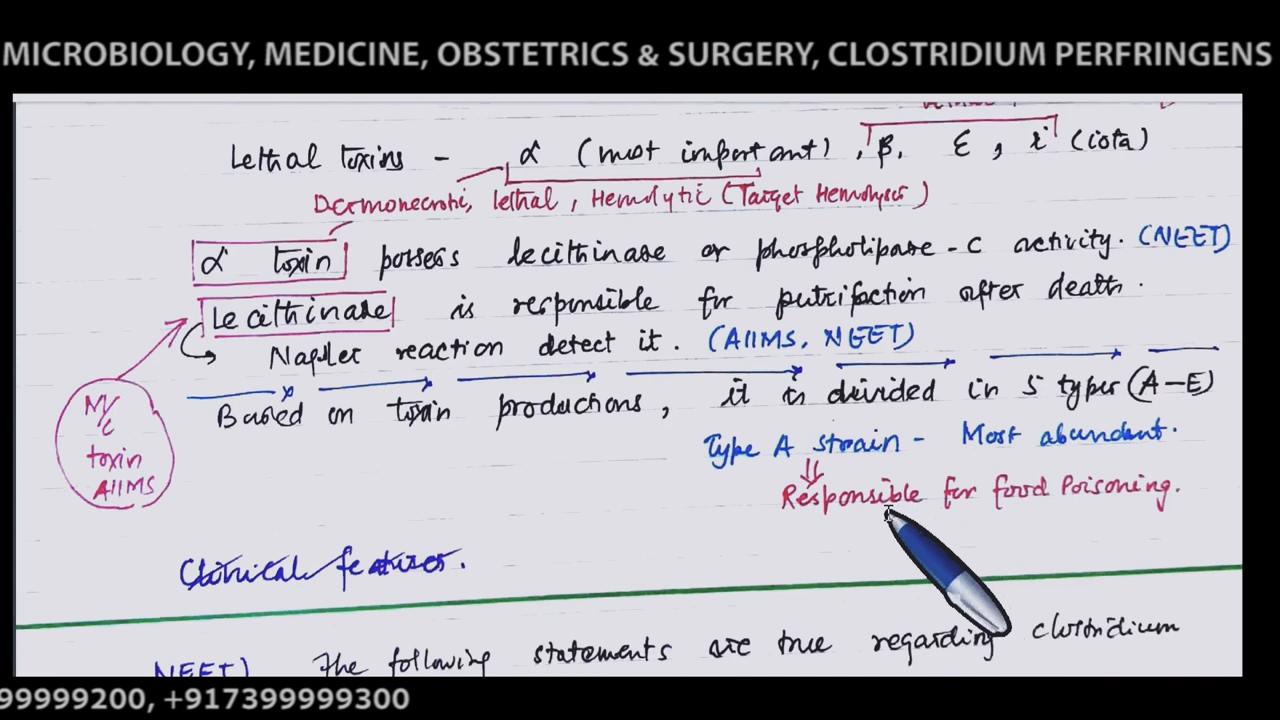 MICROBIOLOGY, MEDICINE, OBSTETRICS & SURGERY, CLOSTRIDIUM PERFRINGENS
Lethal toxins - α (most important), β, ε, i (iota)
Dermonecrotic, lethal, Hemolytic (Target Hemolysis)
α toxin possess lecithinase or phospholipase - C activity. (NEET)
Lecithinase is responsible for putrifaction after death.
Nagler reaction detect it. (AIIMS, NEET)
M/C
toxin
AIIMS
Based on toxin productions, it is divided in 5 types (A-E)
Type A strain - Most abundant.
Responsible for food Poisoning.
Clinical features.
NEET) The following statements are true regarding clostridium
99999200, +917399999300